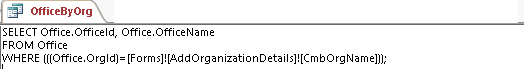 OfficeByOrg
SELECT Office.OfficeId, Office.OfficeName
FROM Office
WHERE (((Office.OrgId)=[Forms]![AddOrganizationDetails]![CmbOrgName]));